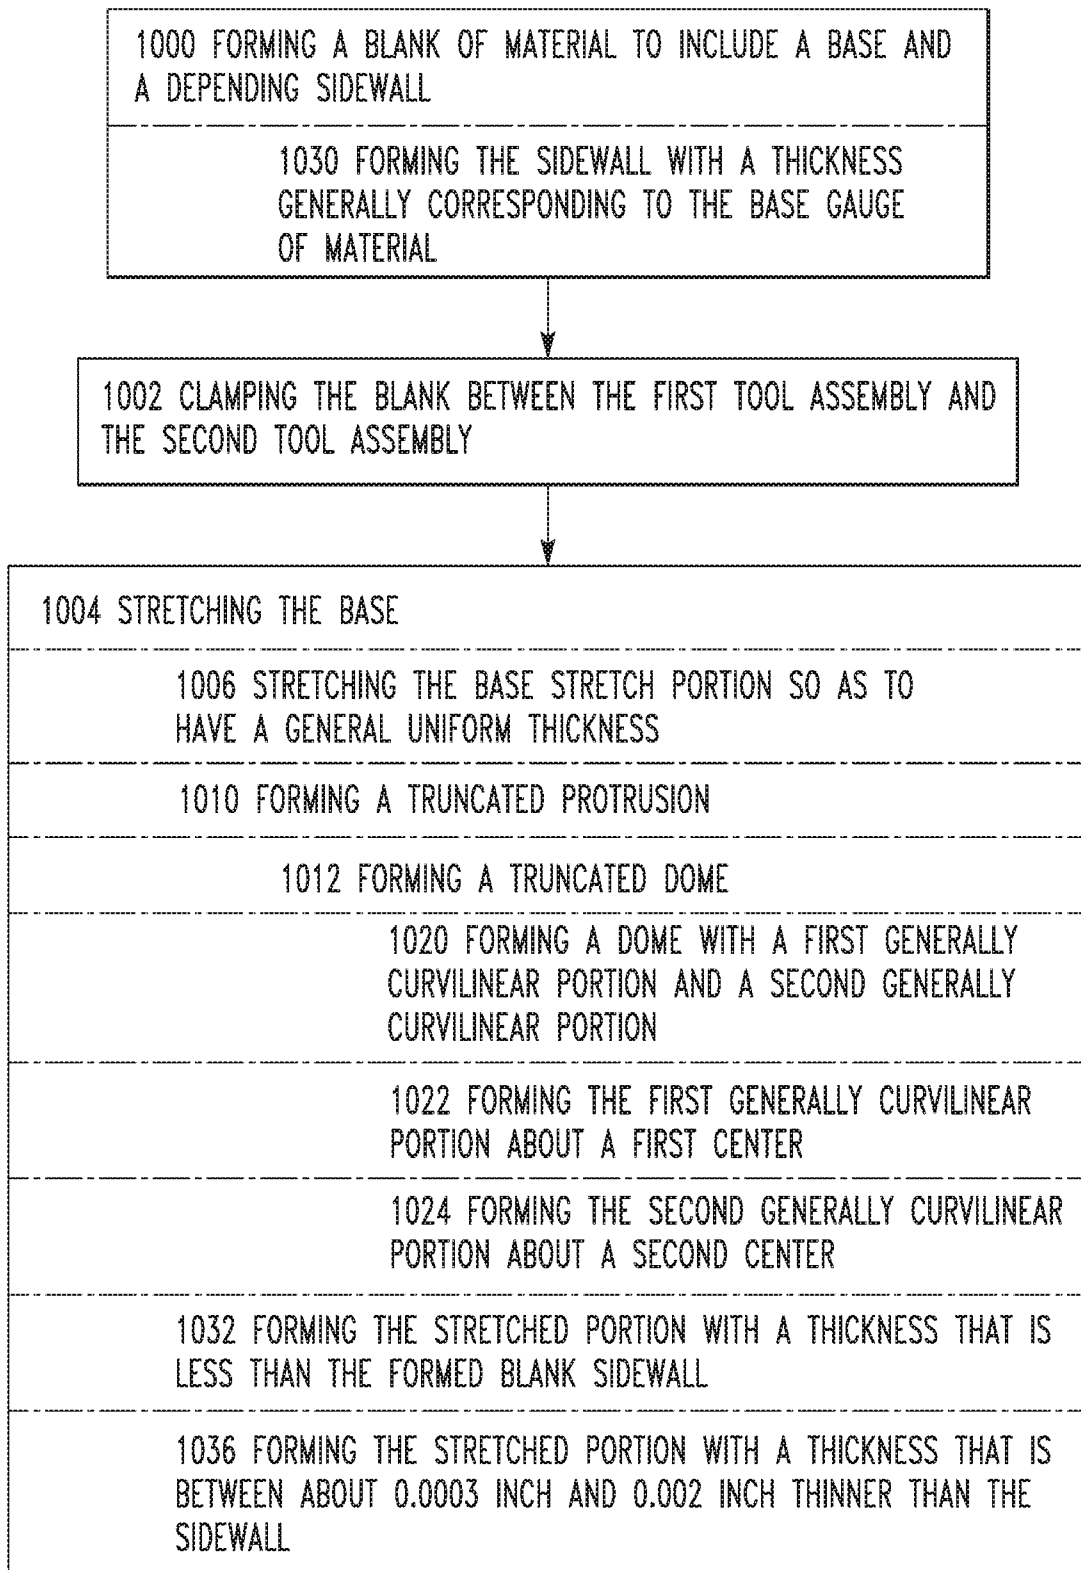 1000 FORMING A BLANK OF MATERIAL TO INCLUDE A BASE AND
A DEPENDING SIDEWALL
1030 FORMING THE SIDEWALL WITH A THICKNESS
GENERALLY CORRESPONDING TO THE BASE GAUGE
OF MATERIAL
1002 CLAMPING THE BLANK BETWEEN THE FIRST TOOL ASSEMBLY AND
THE SECOND TOOL ASSEMBLY
1004 STRETCHING THE BASE
1006 STRETCHING THE BASE STRETCH PORTION SO AS TO
HAVE A GENERAL UNIFORM THICKNESS
1010 FORMING A TRUNCATED PROTRUSION
1012 FORMING A TRUNCATED DOME
1020 FORMING A DOME WITH A FIRST GENERALLY
CURVILINEAR PORTION AND A SECOND GENERALLY
CURVILINEAR PORTION
1022 FORMING THE FIRST GENERALLY CURVILINEAR
PORTION ABOUT A FIRST CENTER
1024 FORMING THE SECOND GENERALLY CURVILINEAR
PORTION ABOUT A SECOND CENTER
1032 FORMING THE STRETCHED PORTION WITH A THICKNESS THAT IS
LESS THAN THE FORMED BLANK SIDEWALL
1036 FORMING THE STRETCHED PORTION WITH A THICKNESS THAT IS
BETWEEN ABOUT 0.0003 INCH AND 0.002 INCH THINNER THAN THE
SIDEWALL